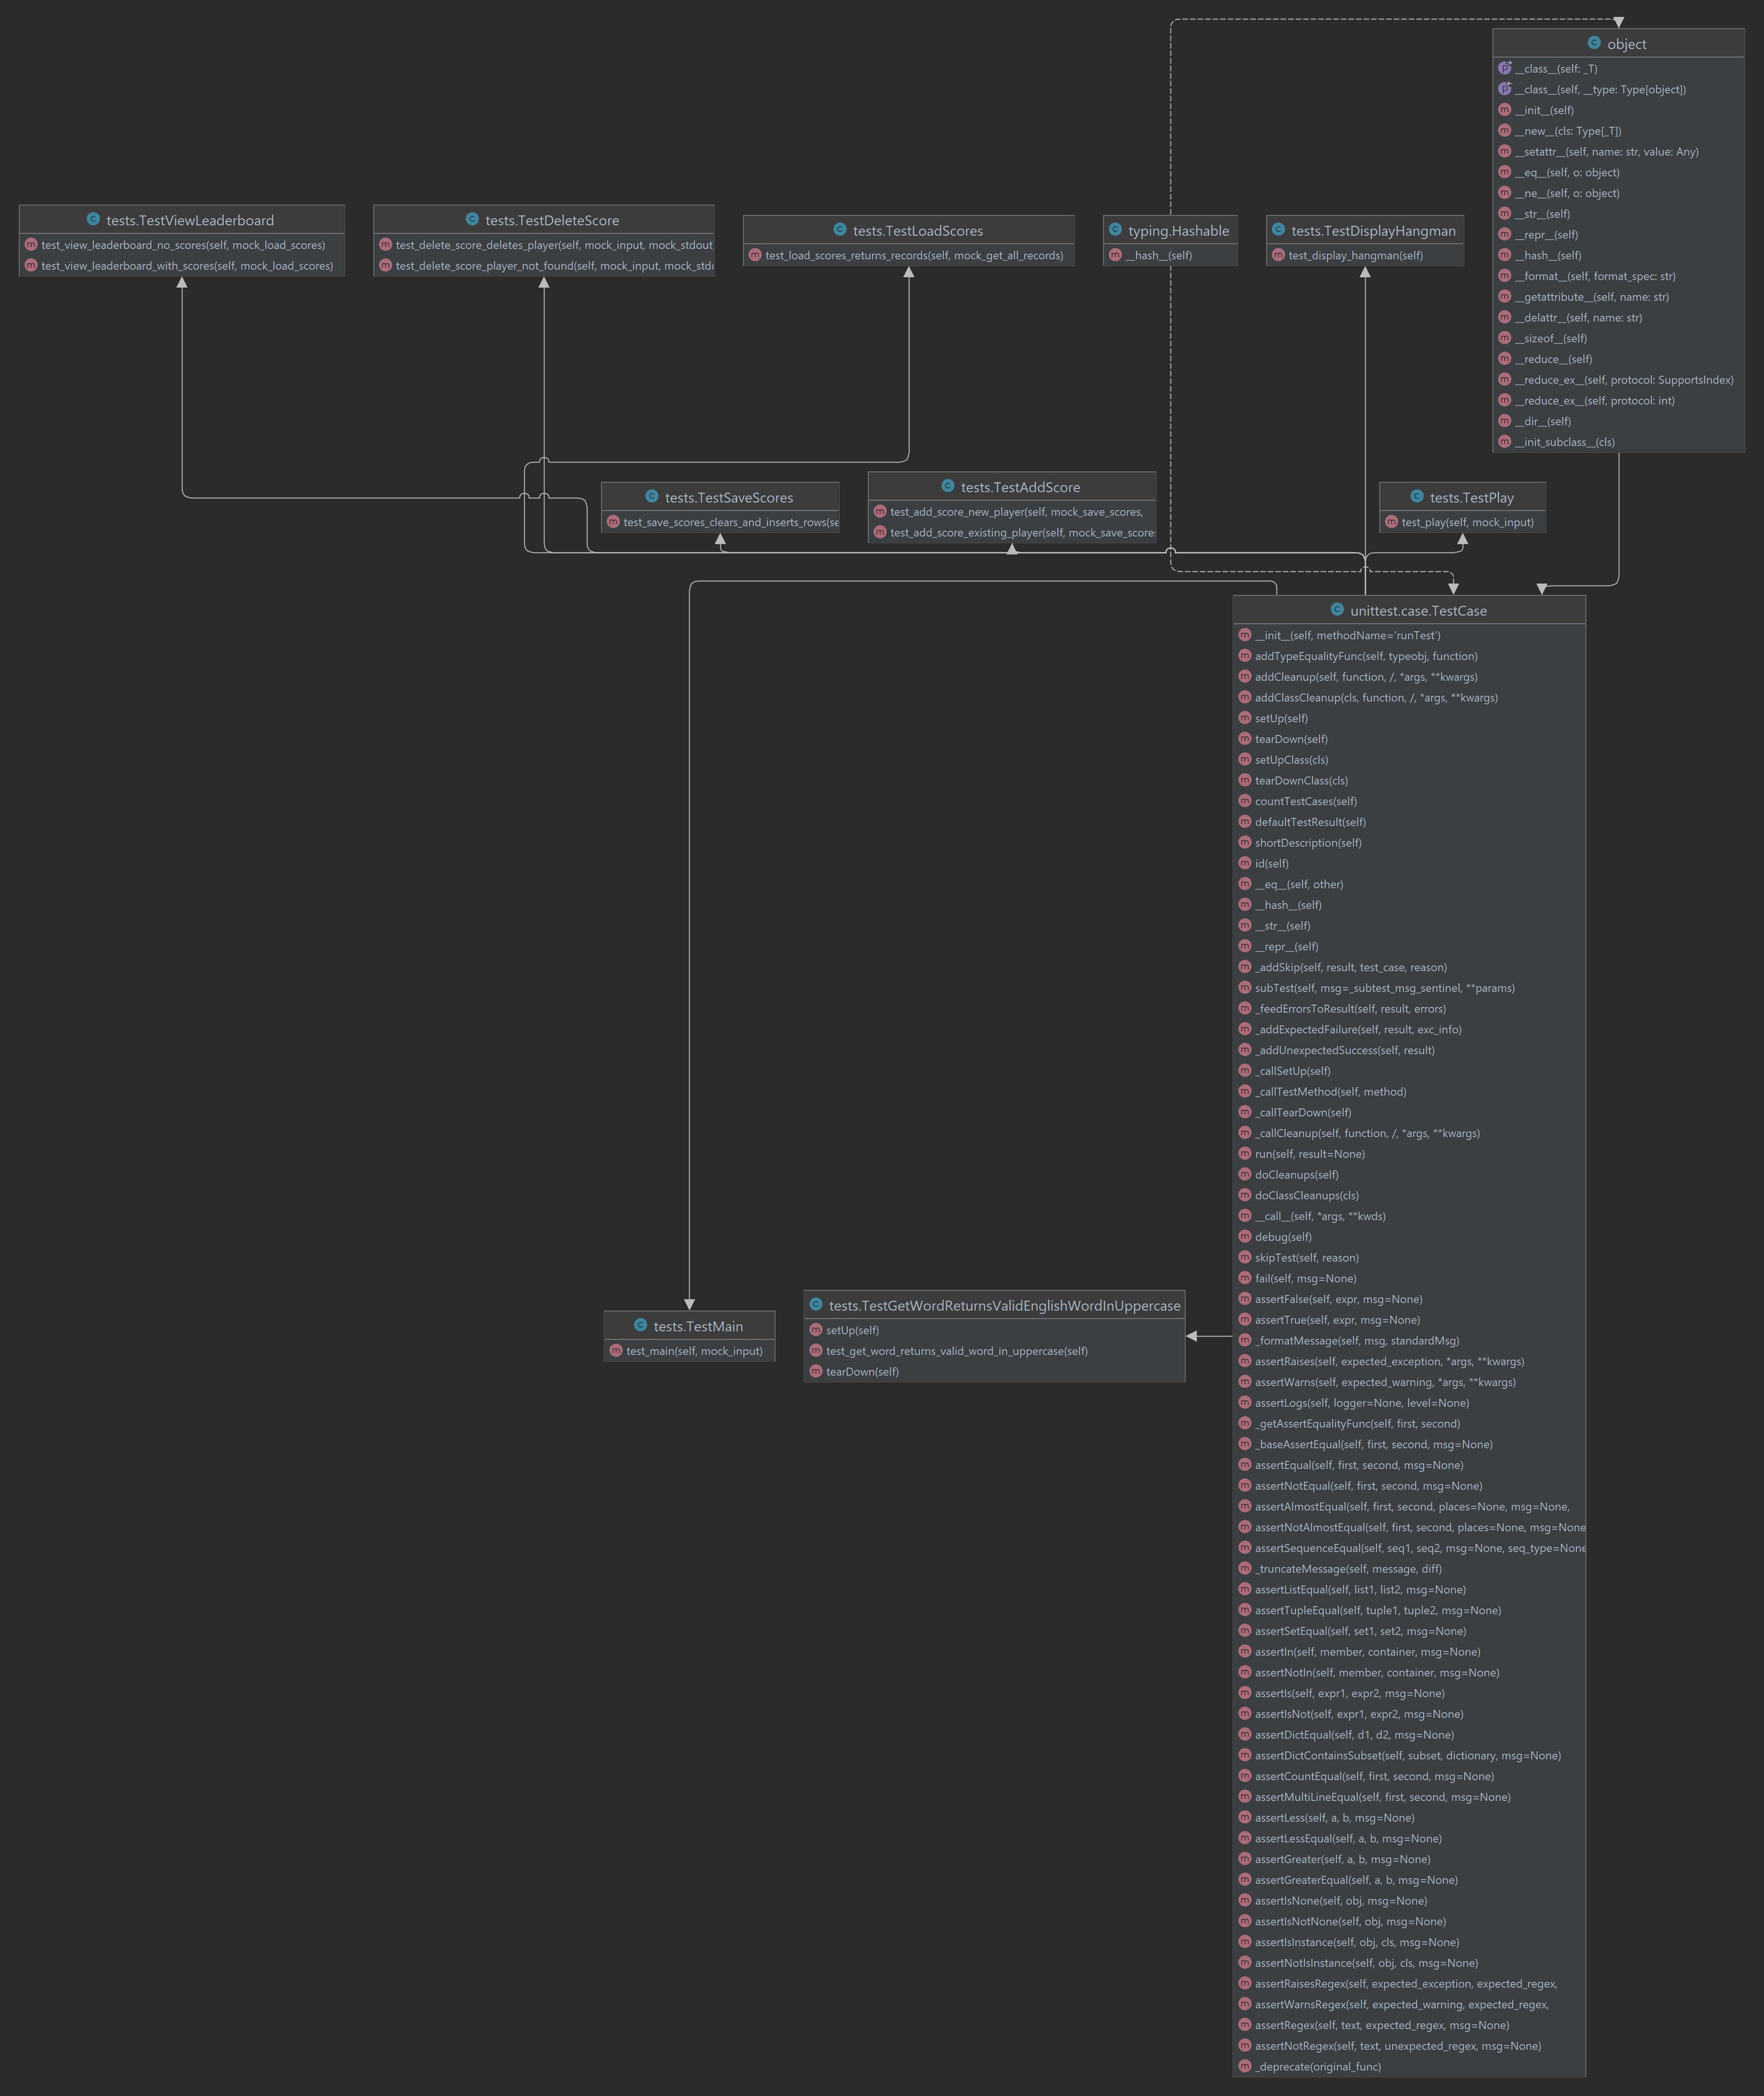 object
__class__(self: _T)
__class__(self, __type: Type[object])
__init__(self)
__new__(cls: Type[_T])
__setattr__(self, name: str, value: Any)
__eq__(self, o: object)
__ne__(self, o: object)
__str__(self)
__repr__(self)
__hash__(self)
__format__(self, format_spec: str)
__getattribute__(self, name: str)
__delattr__(self, name: str)
__sizeof__(self)
__reduce__(self)
__reduce_ex__(self, protocol: SupportsIndex)
__reduce_ex__(self, protocol: int)
__dir__(self)
__init_subclass__(cls)
tests.TestViewLeaderboard
test_view_leaderboard_no_scores(self, mock_load_scores)
test_view_leaderboard_with_scores(self, mock_load_scores)
tests.TestDeleteScore
test_delete_score_deletes_player(self, mock_input, mock_stdout
test_delete_score_player_not_found(self, mock_input, mock_stdo
tests.TestLoadScores
test_load_scores_returns_records(self, mock_get_all_records)
typing.Hashable
__hash__(self)
tests.TestDisplayHangman
test_display_hangman(self)
tests.TestSaveScores
test_save_scores_clears_and_inserts_rows(se
tests.TestAddScore
test_add_score_new_player(self, mock_save_scores,
test_add_score_existing_player(self, mock_save_score
tests.TestPlay
test_play(self, mock_input)
unittest.case.TestCase
__init__(self, methodName='runTest')
addTypeEqualityFunc(self, typeobj, function)
addCleanup(self, function, /, *args, **kwargs)
addClassCleanup(cls, function, /, *args, **kwargs)
setUp(self)
tearDown(self)
setUpClass(cls)
tearDownClass(cls)
countTestCases(self)
defaultTestResult(self)
shortDescription(self)
id(self)
__eq__(self, other)
__hash__(self)
__str__(self)
__repr__(self)
_addSkip(self, result, test_case, reason)
subTest(self, msg=_subtest_msg_sentinel, **params)
_feedErrorsToResult(self, result, errors)
_addExpectedFailure(self, result, exc_info)
_addUnexpectedSuccess(self, result)
_callSetUp(self)
_callTestMethod(self, method)
_callTearDown(self)
_callCleanup(self, function, /, *args, **kwargs)
run(self, result=None)
doCleanups(self)
doClassCleanups(cls)
__call__(self, *args, **kwds)
debug(self)
skipTest(self, reason)
fail(self, msg=None)
assertFalse(self, expr, msg=None)
assertTrue(self, expr, msg=None)
_formatMessage(self, msg, standardMsg)
assertRaises(self, expected_exception, *args, **kwargs)
assertWarns(self, expected_warning, *args, **kwargs)
assertLogs(self, logger=None, level=None)
_getAssertEqualityFunc(self, first, second)
_baseAssertEqual(self, first, second, msg=None)
assertEqual(self, first, second, msg=None)
assertNotEqual(self, first, second, msg=None)
assertAlmostEqual(self, first, second, places=None, msg=None,
assertNotAlmostEqual(self, first, second, places=None, msg=None
assertSequenceEqual(self, seq1, seq2, msg=None, seq_type=None
_truncateMessage(self, message, diff)
assertListEqual(self, list1, list2, msg=None)
assertTupleEqual(self, tuple1, tuple2, msg=None)
assertSetEqual(self, set1, set2, msg=None)
assertIn(self, member, container, msg=None)
assertNotIn(self, member, container, msg=None)
assertIs(self, expr1, expr2, msg=None)
assertIsNot(self, expr1, expr2, msg=None)
assertDictEqual(self, d1, d2, msg=None)
assertDictContainsSubset(self, subset, dictionary, msg=None)
assertCountEqual(self, first, second, msg=None)
assertMultiLineEqual(self, first, second, msg=None)
assertLess(self, a, b, msg=None)
assertLessEqual(self, a, b, msg=None)
assertGreater(self, a, b, msg=None)
assertGreaterEqual(self, a, b, msg=None)
assertIsNone(self, obj, msg=None)
assertIsNotNone(self, obj, msg=None)
assertIsInstance(self, obj, cls, msg=None)
assertNotIsInstance(self, obj, cls, msg=None)
assertRaisesRegex(self, expected_exception, expected_regex,
assertWarnsRegex(self, expected_warning, expected_regex,
assertRegex(self, text, expected_regex, msg=None)
assertNotRegex(self, text, unexpected_regex, msg=None)
_deprecate(original_func)
tests.TestMain
test_main(self, mock_input)
tests.TestGetWordReturnsValidEnglishWordInUppercase
setUp(self)
test_get_word_returns_valid_word_in_uppercase(self)
tearDown(self)